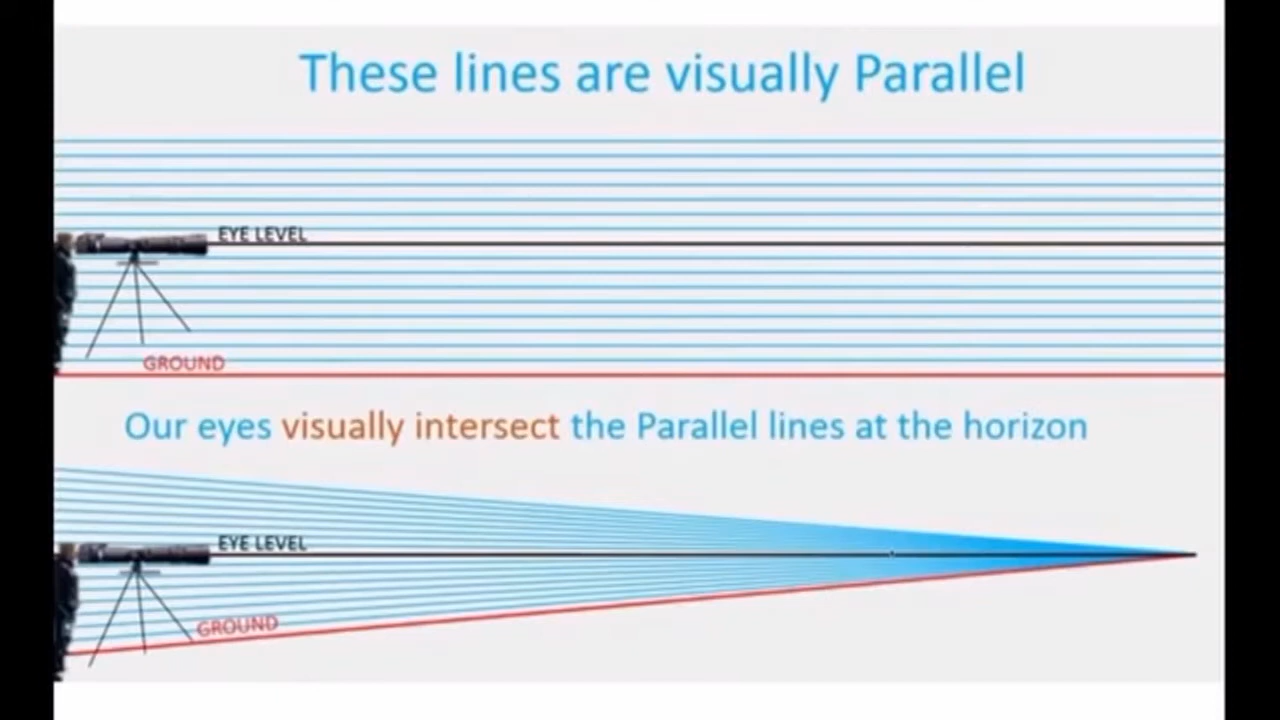 These lines are visually Parallel
EYE LEVEL
GROUND
Our eyes visually intersect the Parallel lines at the horizon
EYE LEVEL
GROUND